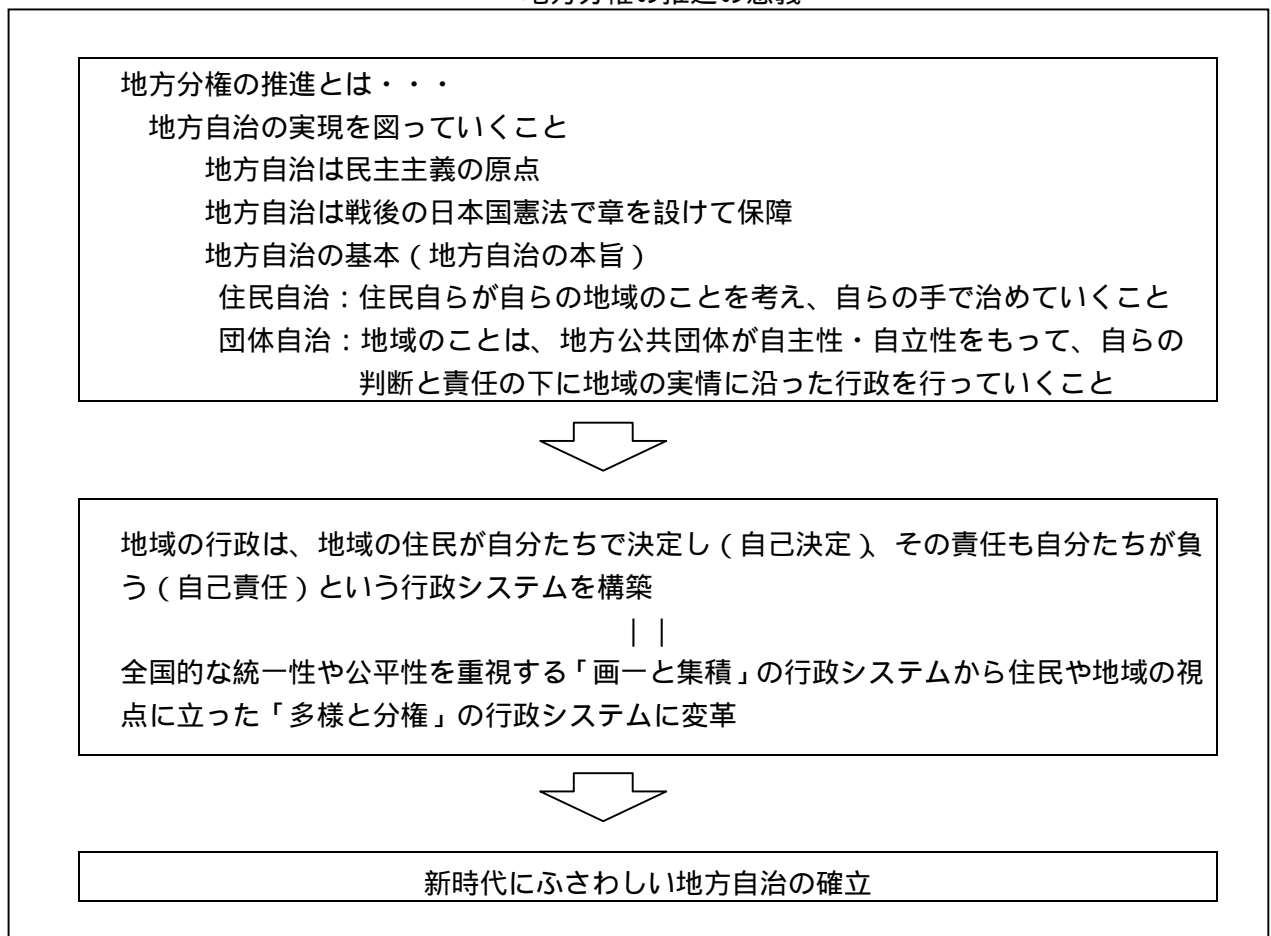 地方分権の推進の意義
地方分権の推進とは・・・
地方自治の実現を図っていくこと
地方自治は民主主義の原点
地方自治は戦後の日本国憲法で章を設けて保障
地方自治の基本（地方自治の本旨）
住民自治：住民自らが自らの地域のことを考え、自らの手で治めていくこと
団体自治：地域のことは、地方公共団体が自主性・自立性をもって、自らの
判断と責任の下に地域の実情に沿った行政を行っていくこと
地域の行政は、地域の住民が自分たちで決定し（自己決定）、その責任も自分たちが負
う（自己責任）という行政システムを構築
||
全国的な統一性や公平性を重視する「画一と集積」の行政システムから住民や地域の視
点に立った「多様と分権」の行政システムに変革
新時代にふさわしい地方自治の確立